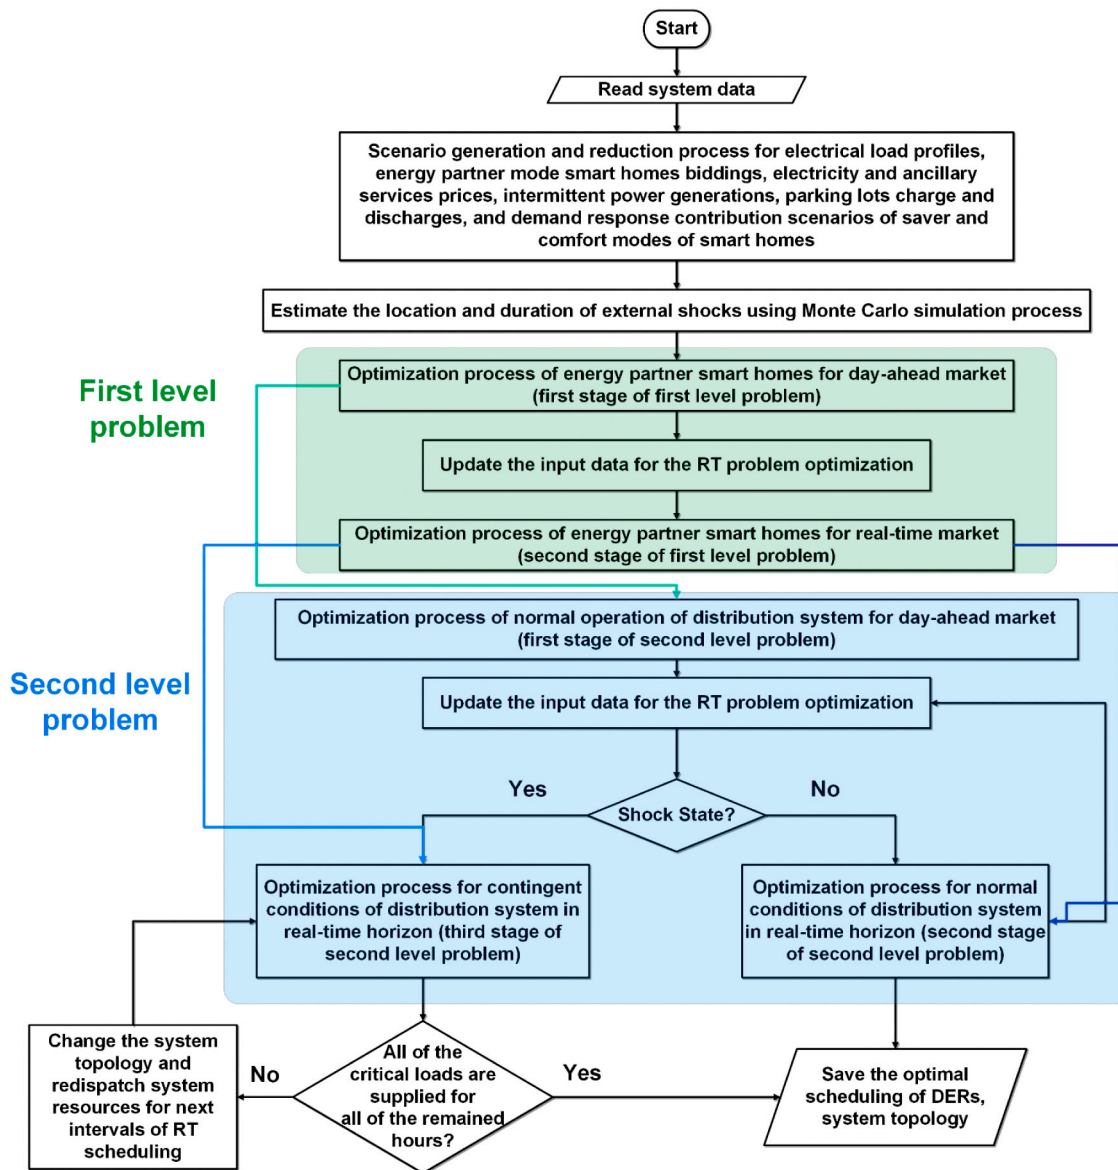 Start
Read system data
Scenario generation and reduction process for electrical load profiles,
energy partner mode smart homes biddings, electricity and ancillary
services prices, intermittent power generations, parking lots charge and
discharges, and demand response contribution scenarios of saver and
comfort modes of smart homes
Estimate the location and duration of external shocks using Monte Carlo simulation process
First level
problem
Optimization process of energy partner smart homes for day-ahead market
(first stage of first level problem)
Update the input data for the RT problem optimization
Optimization process of energy partner smart homes for real-time market
(second stage of first level problem)
Second level
problem
Optimization process of normal operation of distribution system for day-ahead market
(first stage of second level problem)
Update the input data for the RT problem optimization
Yes
Shock State?
No
Optimization process for contingent
conditions of distribution system in
real-time horizon (third stage of
second level problem)
Optimization process for normal
conditions of distribution system
in real-time horizon (second stage
of second level problem)
Change the system
topology and
redispatch system
resources for next
intervals of RT
scheduling
No
All of the
critical loads are
supplied for
all of the remained
hours?
Yes
Save the optimal
scheduling of DERs,
system topology